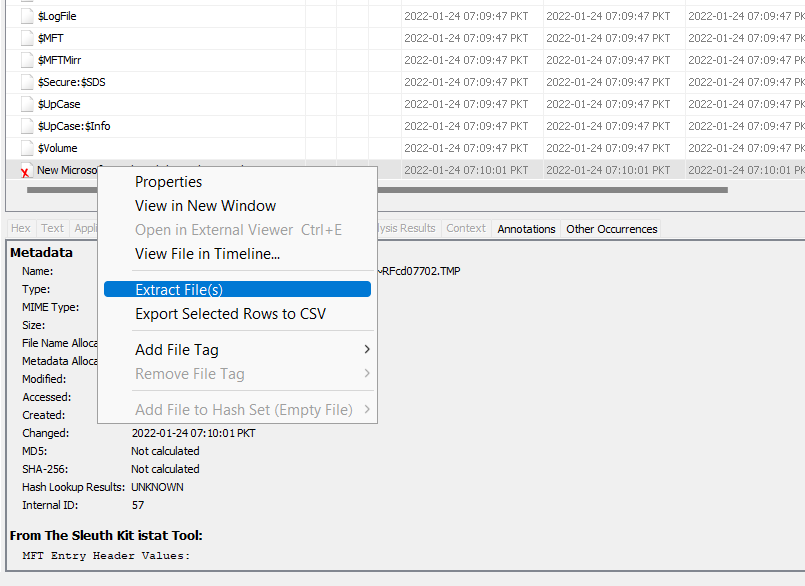 $LogFile 2022-01-24 07:09:47 PKT 2022-01-24 07:09:47 PKT 2022-01-24 07:09:47 PK
$MFT 2022-01-24 07:09:47 PKT 2022-01-24 07:09:47 PKT 2022-01-24 07:09:47 PK
$MFTMirr 2022-01-24 07:09:47 PKT 2022-01-24 07:09:47 PKT 2022-01-24 07:09:47 PK
$Secure:$SDS 2022-01-24 07:09:47 PKT 2022-01-24 07:09:47 PKT 2022-01-24 07:09:47 PK
$UpCase 2022-01-24 07:09:47 PKT 2022-01-24 07:09:47 PKT 2022-01-24 07:09:47 PK
$UpCase:$Info 2022-01-24 07:09:47 PKT 2022-01-24 07:09:47 PKT 2022-01-24 07:09:47 PK
$Volume 2022-01-24 07:09:47 PKT 2022-01-24 07:09:47 PKT 2022-01-24 07:09:47 PK
New Microso 2022-01-24 07:10:01 PKT 2022-01-24 07:10:01 PKT 2022-01-24 07:10:01 PK
Properties
View in New Window
Open in External Viewer Ctrl+E
View File in Timeline...
Extract File(s)
Export Selected Rows to CSV
Add File Tag
Remove File Tag
Add File to Hash Set (Empty File)
Hex Text Appli lysis Results Context Annotations Other Occurrences
Metadata
Name: ~RFcd07702.TMP
Type:
MIME Type:
Size:
File Name Alloca
Metadata Alloca
Modified:
Accessed:
Created:
Changed: 2022-01-24 07:10:01 PKT
MD5: Not calculated
SHA-256: Not calculated
Hash Lookup Results: UNKNOWN
Internal ID: 57
From The Sleuth Kit istat Tool:
MFT Entry Header Values: